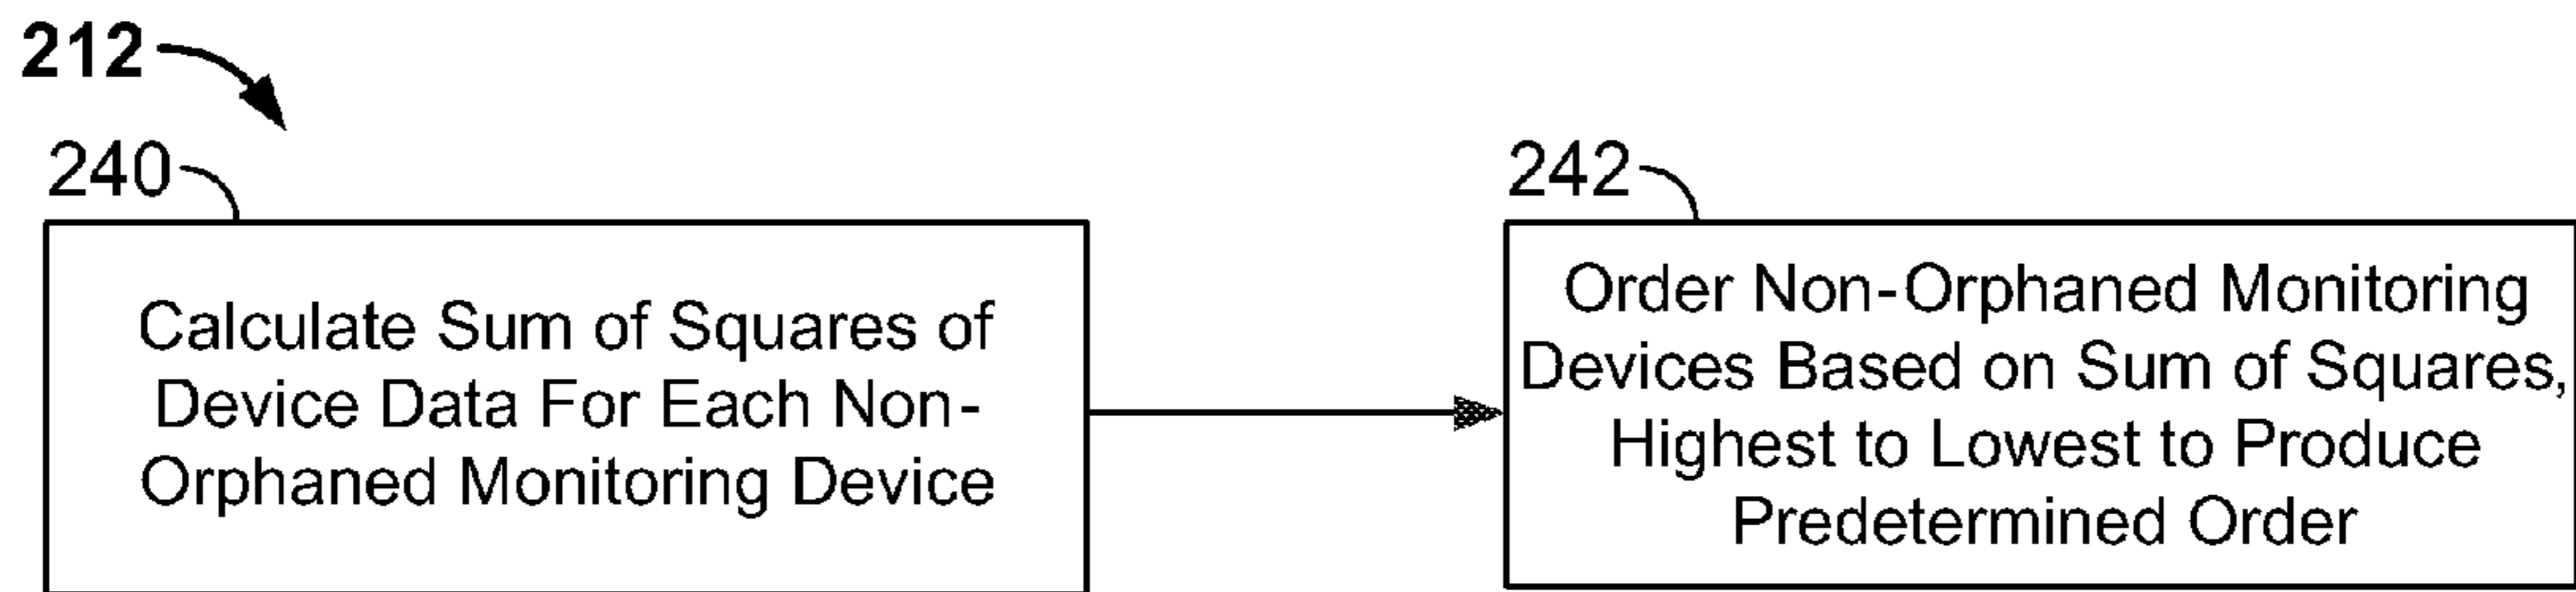 212
240
Calculate Sum of Squares of
Device Data For Each Non-
Orphaned Monitoring Device
242
Order Non-Orphaned Monitoring
Devices Based on Sum of Squares,
Highest to Lowest to Produce
Predetermined Order